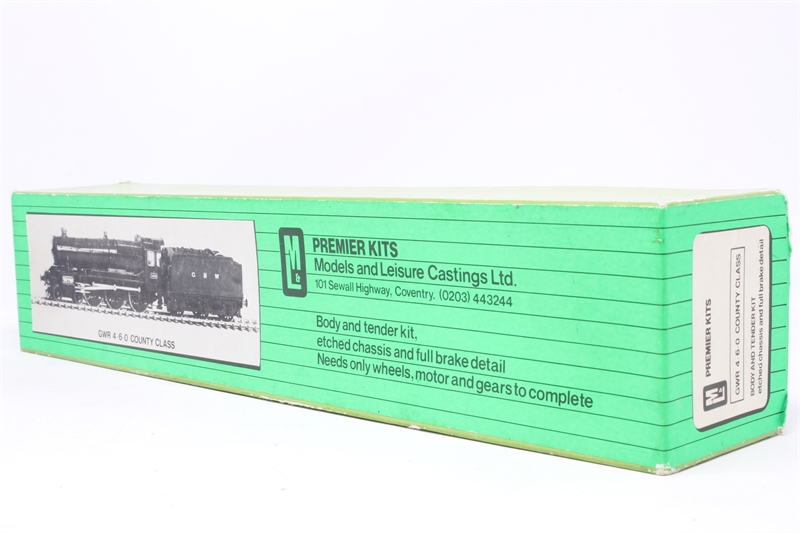 G W R
GWR 4-6-0 COUNTY CLASS
M&L
PREMIER KITS
Models and Leisure Castings Ltd.
101 Sewall Highway, Coventry. (0203) 443244
Body and tender kit,
etched chassis and full brake detail
Needs only wheels, motor and gears to complete
M&L
PREMIER KITS
GWR 4-6-0 COUNTY CLASS
BODY AND TENDER KIT
etched chassis and full brake detail